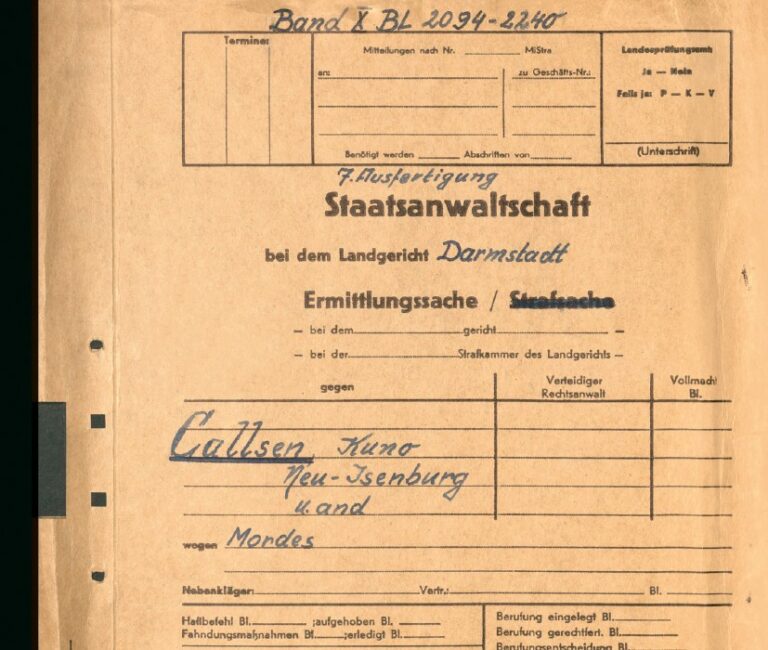 Band X Bl. 2094-2240
Termine:
Mitteilungen nach Nr. MiStra
an: zu Geschäfts-Nr.:
Benötigt werden Abschriften von
Landesprüfungsamt
Ja — Nein
Falls ja: P — K — V
(Unterschrift)
7. Ausfertigung
Staatsanwaltschaft
bei dem Landgericht Darmstadt
Ermittlungssache / Strafsache
— bei dem gericht —
— bei der Strafkammer des Landgerichts —
gegen Verteidiger Vollmacht
Rechtsanwalt Bl.
Callsen, Kuno
Neu-Isenburg
u. and
wegen Mordes
Nebenkläger: Vertr.: Bl.
Haftbefehl Bl. ;aufgehoben Bl.
Fahndungsmaßnahmen Bl. ;erledigt Bl.
Berufung eingelegt Bl.
Berufung gerechtfert. Bl.
Berufungsentscheidung Bl.